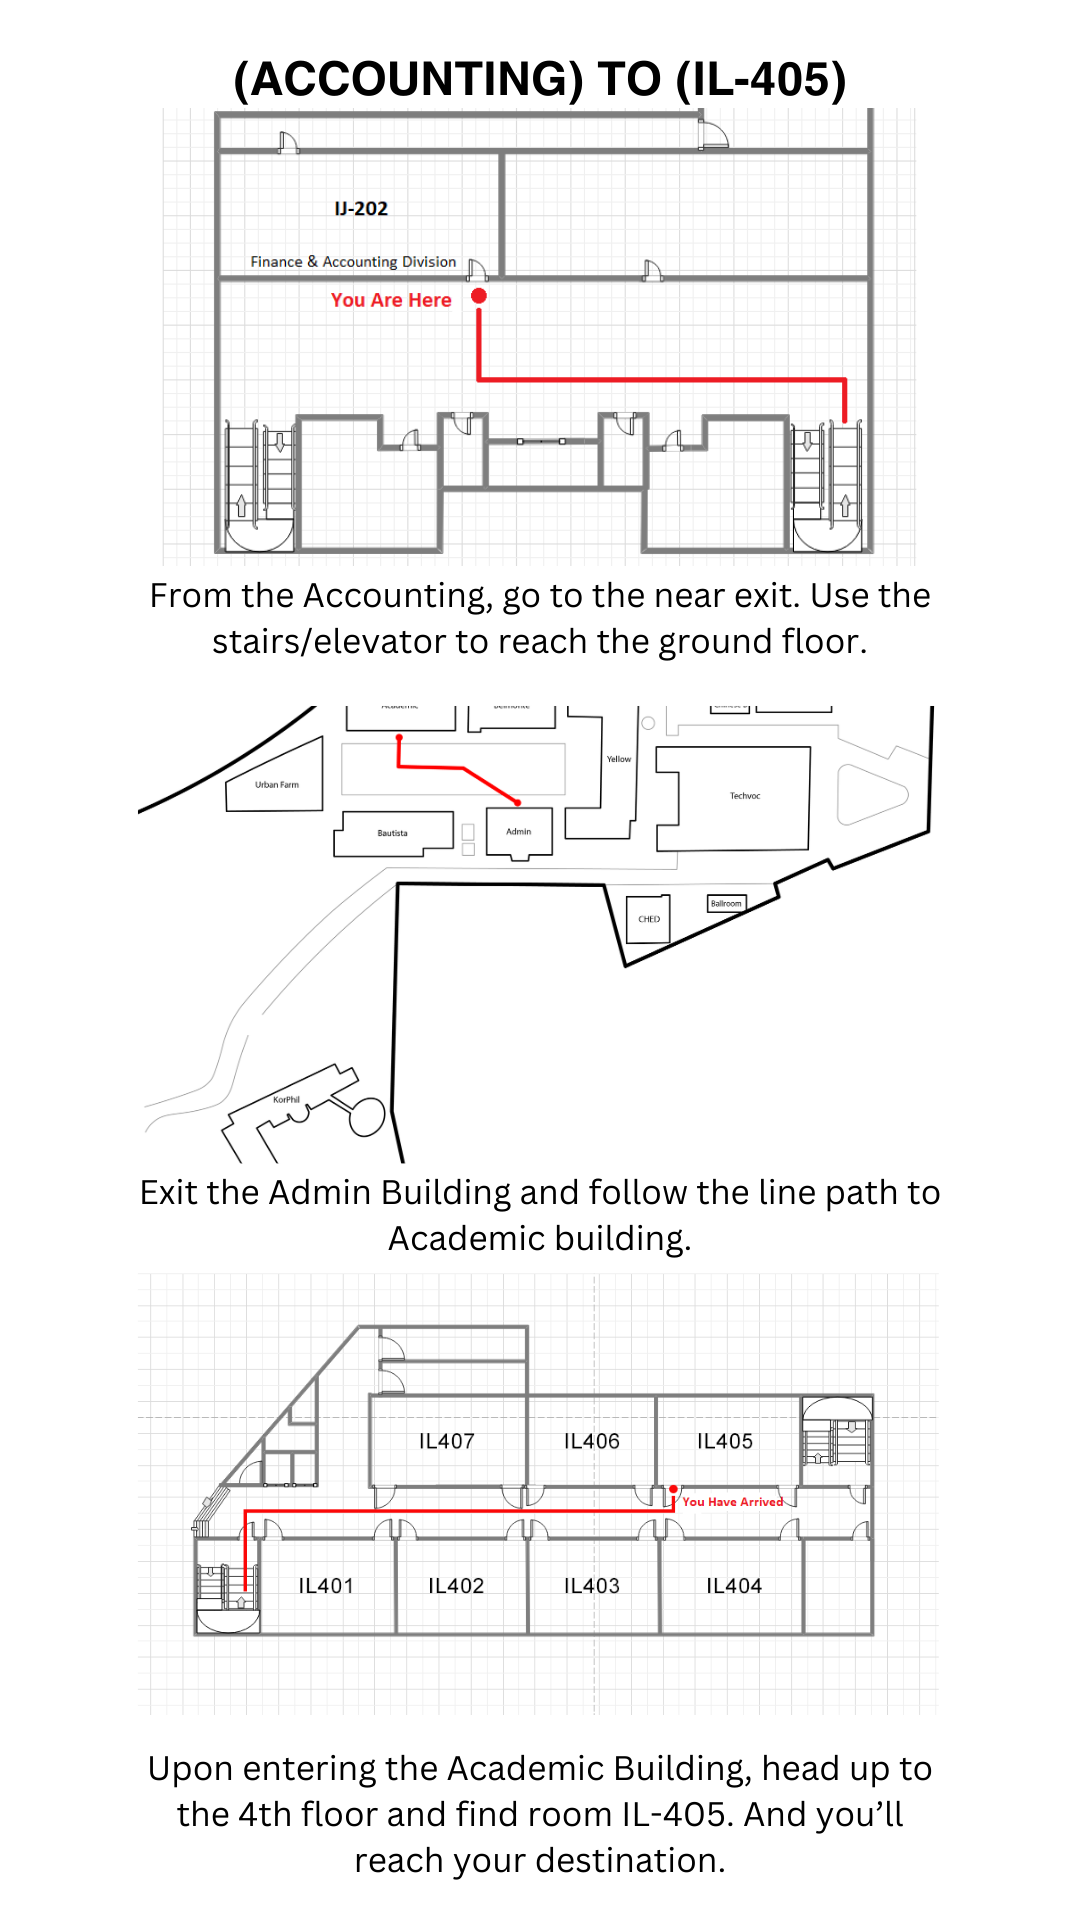 (ACCOUNTING) TO (IL-405)
IJ-202
Finance & Accounting Division
You Are Here
From the Accounting, go to the near exit. Use the
stairs/elevator to reach the ground floor.
Academic
Belmonte
Yellow
Urban Farm
Techvoc
Bautista
Admin
CHED
Ballroom
KorPhil
Exit the Admin Building and follow the line path to
Academic building.
IL407
IL406
IL405
You Have Arrived
IL401
IL402
IL403
IL404
Upon entering the Academic Building, head up to
the 4th floor and find room IL-405. And you’ll
reach your destination.